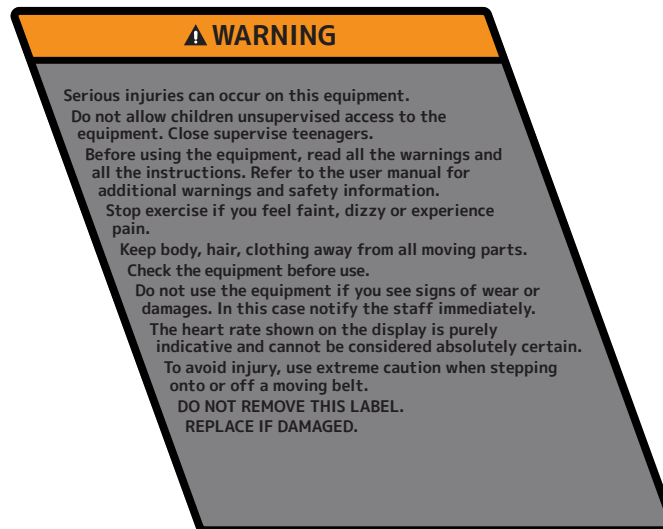 WARNING
Serious injuries can occur on this equipment.
Do not allow children unsupervised access to the
equipment. Close supervise teenagers.
Before using the equipment, read all the warnings and
all the instructions. Refer to the user manual for
additional warnings and safety information.
Stop exercise if you feel faint, dizzy or experience
pain.
Keep body, hair, clothing away from all moving parts.
Check the equipment before use.
Do not use the equipment if you see signs of wear or
damages. In this case notify the staff immediately.
The heart rate shown on the display is purely
indicative and cannot be considered absolutely certain.
To avoid injury, use extreme caution when stepping
onto or off a moving belt.
DO NOT REMOVE THIS LABEL.
REPLACE IF DAMAGED.